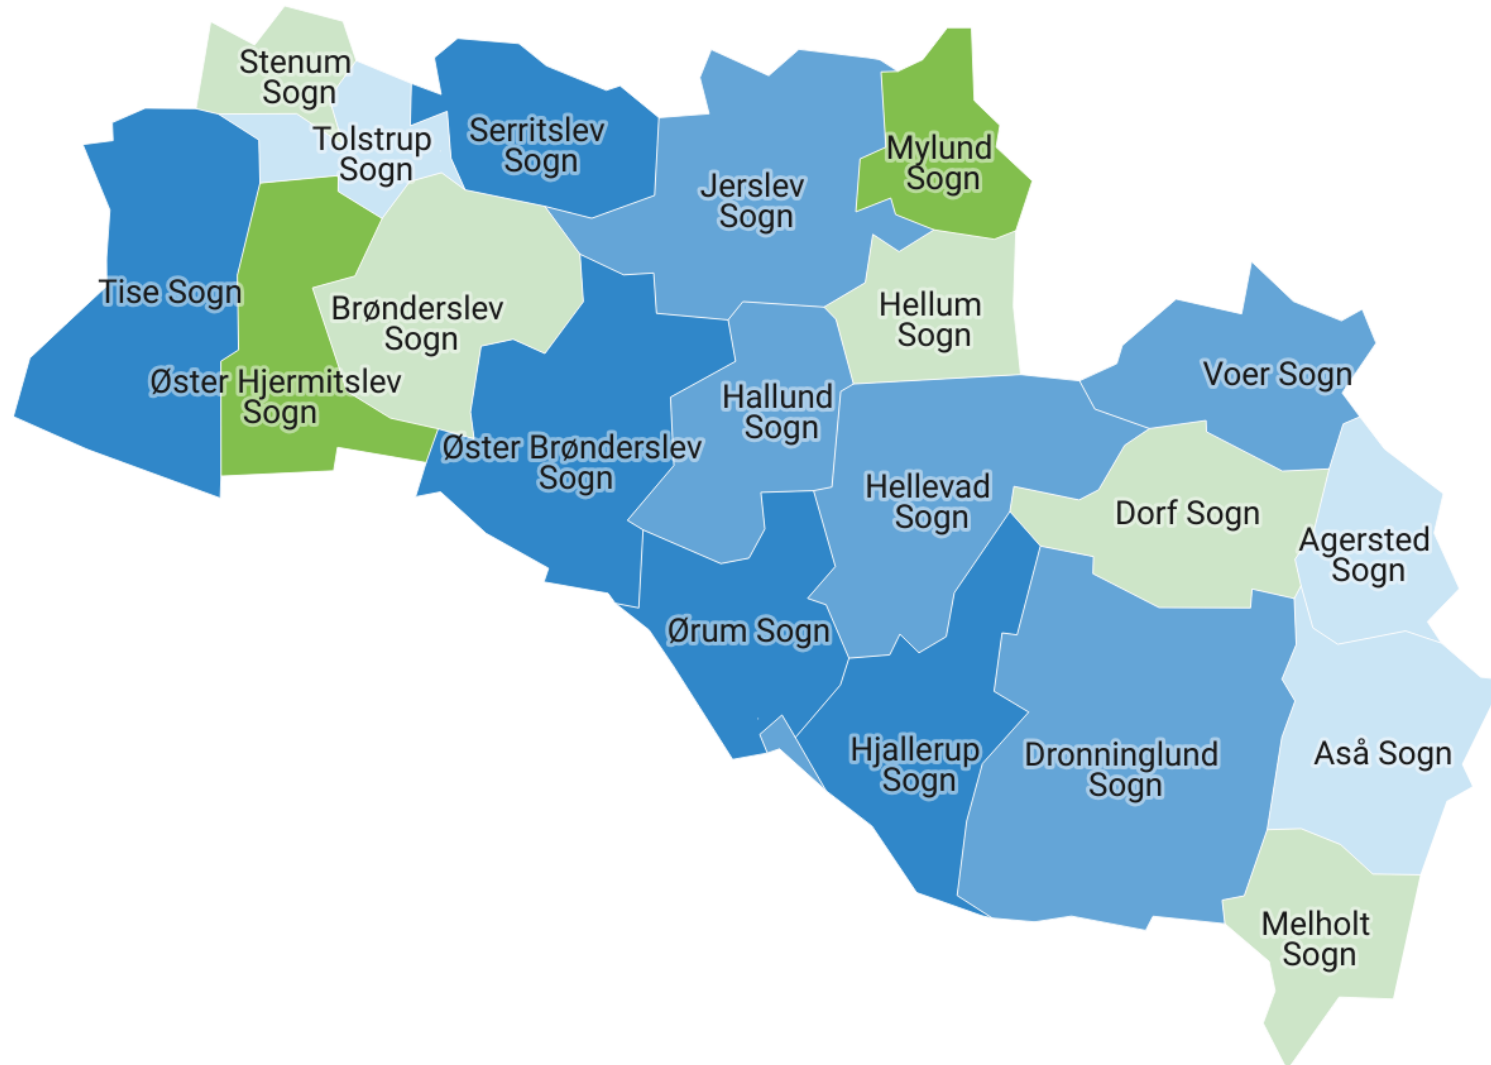 Stenum
Sogn
Tolstrup
Sogn
Serritslev
Sogn
Mylund
Sogn
Jerslev
Sogn
Tise Sogn
Brønderslev
Sogn
Hellum
Sogn
Øster Hjermitslev
Sogn
Voer Sogn
Hallund
Sogn
Øster Brønderslev
Sogn
Hellevad
Sogn
Dorf Sogn
Agersted
Sogn
Ørum Sogn
Hjallerup
Sogn
Dronninglund
Sogn
Aså Sogn
Melholt
Sogn